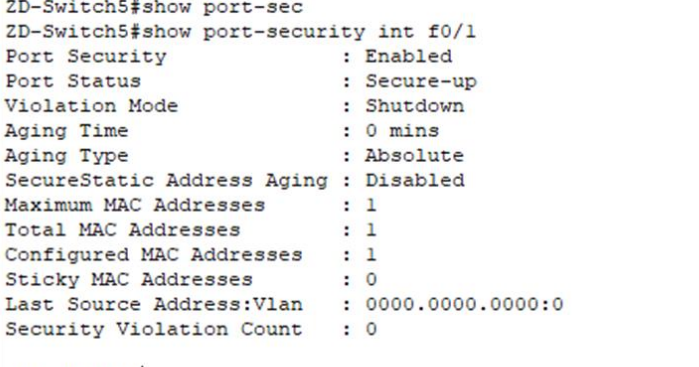 ZD-Switch5#show port-sec
ZD-Switch5#show port-security int f0/1
Port Security : Enabled
Port Status : Secure-up
Violation Mode : Shutdown
Aging Time : 0 mins
Aging Type : Absolute
SecureStatic Address Aging : Disabled
Maximum MAC Addresses : 1
Total MAC Addresses : 1
Configured MAC Addresses : 1
Sticky MAC Addresses : 0
Last Source Address:Vlan : 0000.0000.0000:0
Security Violation Count : 0